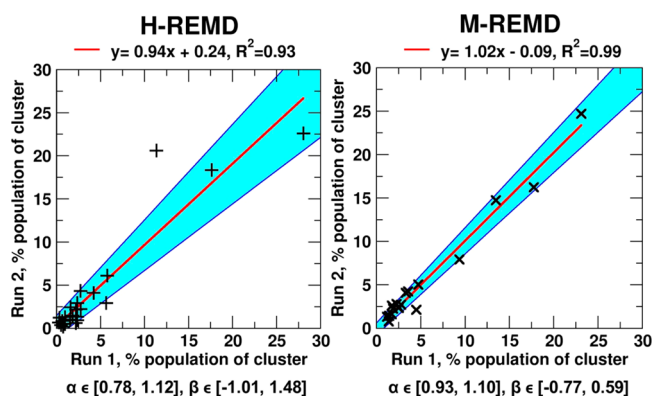 H-REMD
y= 0.94x + 0.24, R²=0.93
30
25
20
15
10
5
0
0 5 10 15 20 25 30
Run 2, % population of cluster
Run 1, % population of cluster
α ϵ [0.78, 1.12], β ϵ [-1.01, 1.48]
M-REMD
y= 1.02x - 0.09, R²=0.99
30
25
20
15
10
5
0
0 5 10 15 20 25 30
Run 2, % population of cluster
Run 1, % population of cluster
α ϵ [0.93, 1.10], β ϵ [-0.77, 0.59]